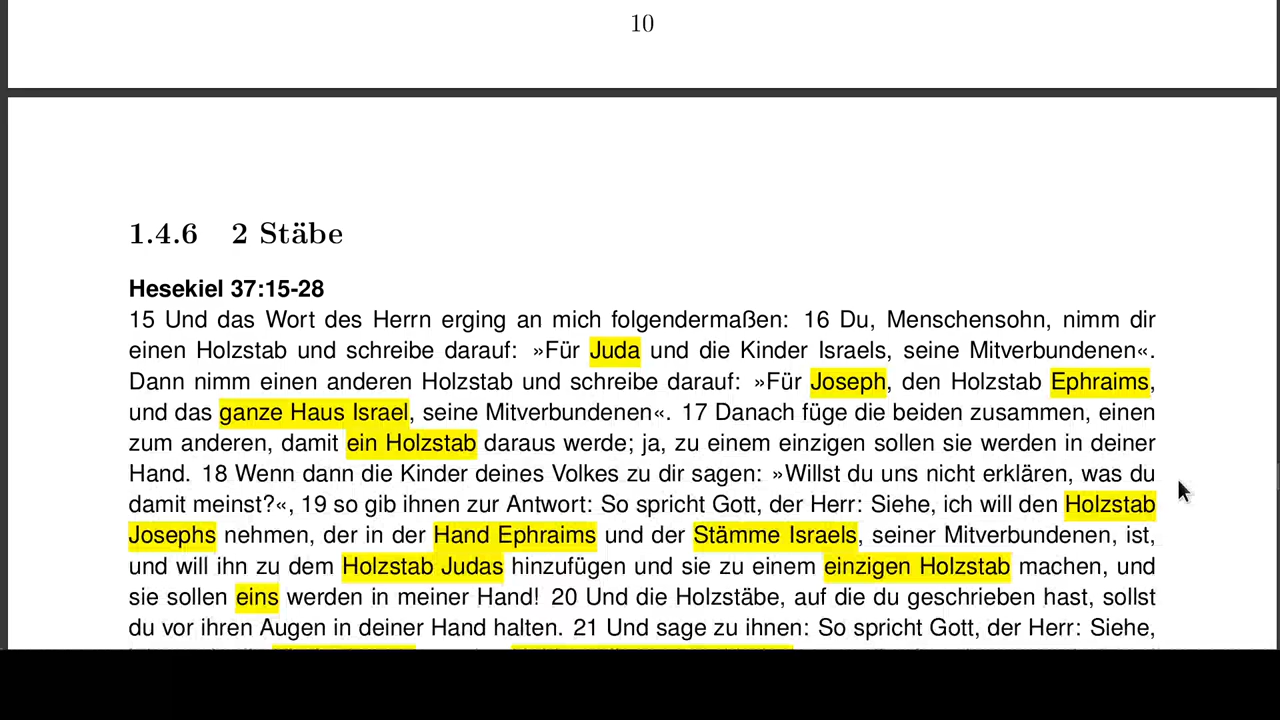 10
1.4.6 2 Stäbe
Hesekiel 37:15-28
15 Und das Wort des Herrn erging an mich folgendermaßen: 16 Du, Menschensohn, nimm dir
einen Holzstab und schreibe darauf: »Für Juda und die Kinder Israels, seine Mitverbundenen«.
Dann nimm einen anderen Holzstab und schreibe darauf: »Für Joseph, den Holzstab Ephraims,
und das ganze Haus Israel, seine Mitverbundenen«. 17 Danach füge die beiden zusammen, einen
zum anderen, damit ein Holzstab daraus werde; ja, zu einem einzigen sollen sie werden in deiner
Hand. 18 Wenn dann die Kinder deines Volkes zu dir sagen: »Willst du uns nicht erklären, was du
damit meinst?«, 19 so gib ihnen zur Antwort: So spricht Gott, der Herr: Siehe, ich will den Holzstab
Josephs nehmen, der in der Hand Ephraims und der Stämme Israels, seiner Mitverbundenen, ist,
und will ihn zu dem Holzstab Judas hinzufügen und sie zu einem einzigen Holzstab machen, und
sie sollen eins werden in meiner Hand! 20 Und die Holzstäbe, auf die du geschrieben hast, sollst
du vor ihren Augen in deiner Hand halten. 21 Und sage zu ihnen: So spricht Gott, der Herr: Siehe,